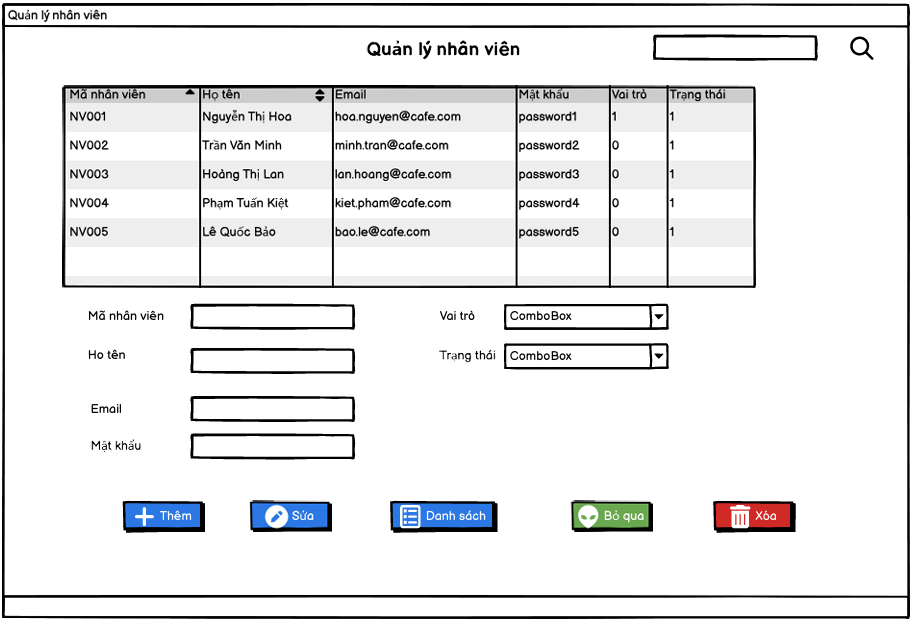 Quản lý nhân viên
Quản lý nhân viên
Mã nhân viên Họ tên Email Mật khẩu Vai trò Trạng thái
NV001 Nguyễn Thị Hoa hoa.nguyen@cafe.com password1 1 1
NV002 Trần Văn Minh minh.tran@cafe.com password2 0 1
NV003 Hoàng Thị Lan lan.hoang@cafe.com password3 0 1
NV004 Phạm Tuấn Kiệt kiet.pham@cafe.com password4 0 1
NV005 Lê Quốc Bảo bao.le@cafe.com password5 0 1
Mã nhân viên Vai trò ComboBox
Ho tên Trạng thái ComboBox
Email
Mật khẩu
Thêm Sửa Danh sách Bỏ qua Xóa